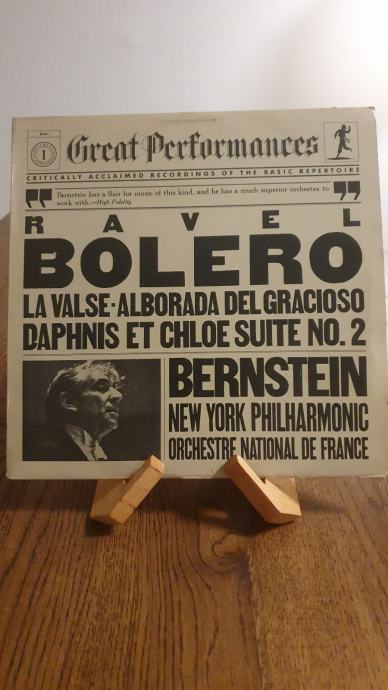 1
Great Performances
CRITICALLY ACCLAIMED RECORDINGS OF THE BASIC REPERTOIRE
" Bernstein has a flair for music of this kind, and he has a much superior orchestra to "
work with.—High Fidelity
RAVEL
BOLERO
LA VALSE·ALBORADA DEL GRACIOSO
DAPHNIS ET CHLOE SUITE NO. 2
BERNSTEIN
NEW YORK PHILHARMONIC
ORCHESTRE NATIONAL DE FRANCE